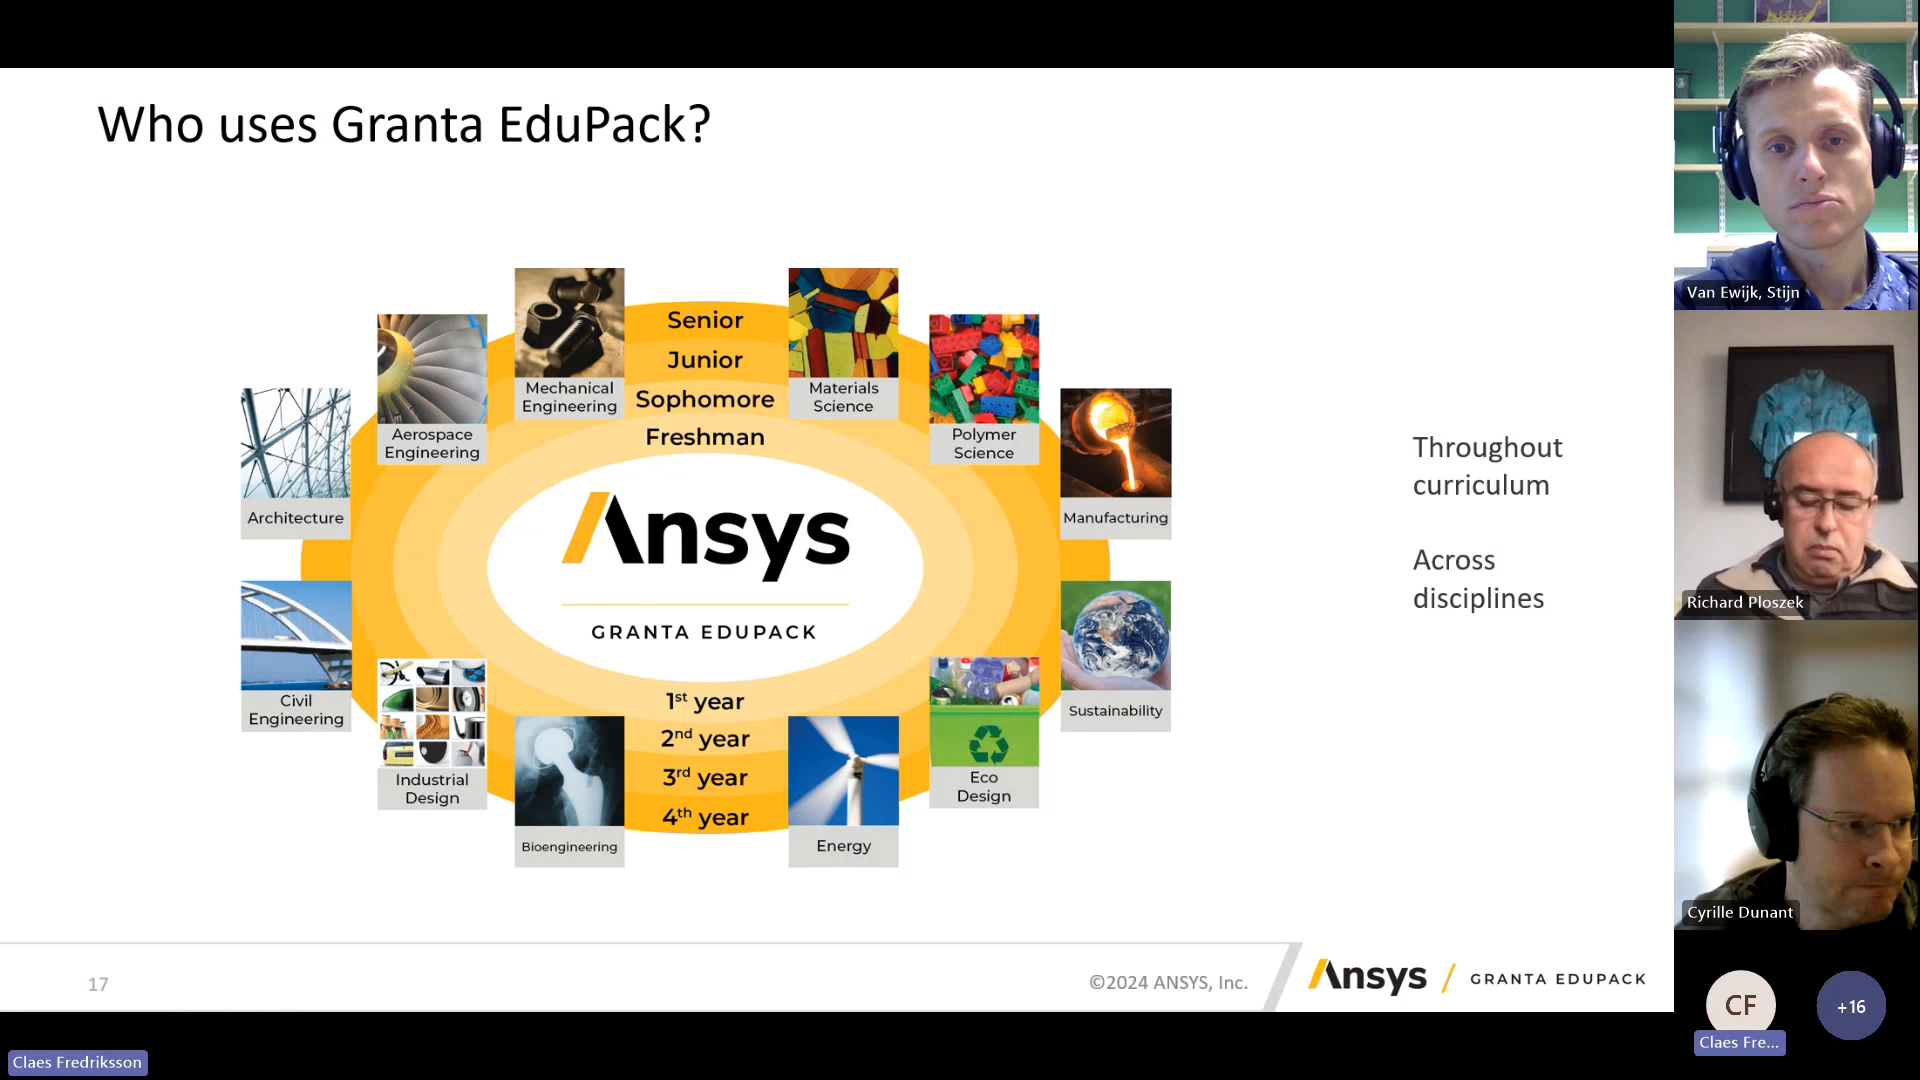 Who uses Granta EduPack?
Senior
Junior
Sophomore
Freshman
Mechanical
Engineering
Materials
Science
Aerospace
Engineering
Polymer
Science
Architecture
Manufacturing
Ansys
GRANTA EDUPACK
Civil
Engineering
Sustainability
1st year
2nd year
3rd year
4th year
Industrial
Design
Eco
Design
Bioengineering
Energy
Throughout
curriculum
Across
disciplines
17
©2024 ANSYS, Inc.
Ansys / GRANTA EDUPACK
Van Ewijk, Stijn
Richard Ploszek
Cyrille Dunant
CF
+16
Claes Fre...
Claes Fredriksson